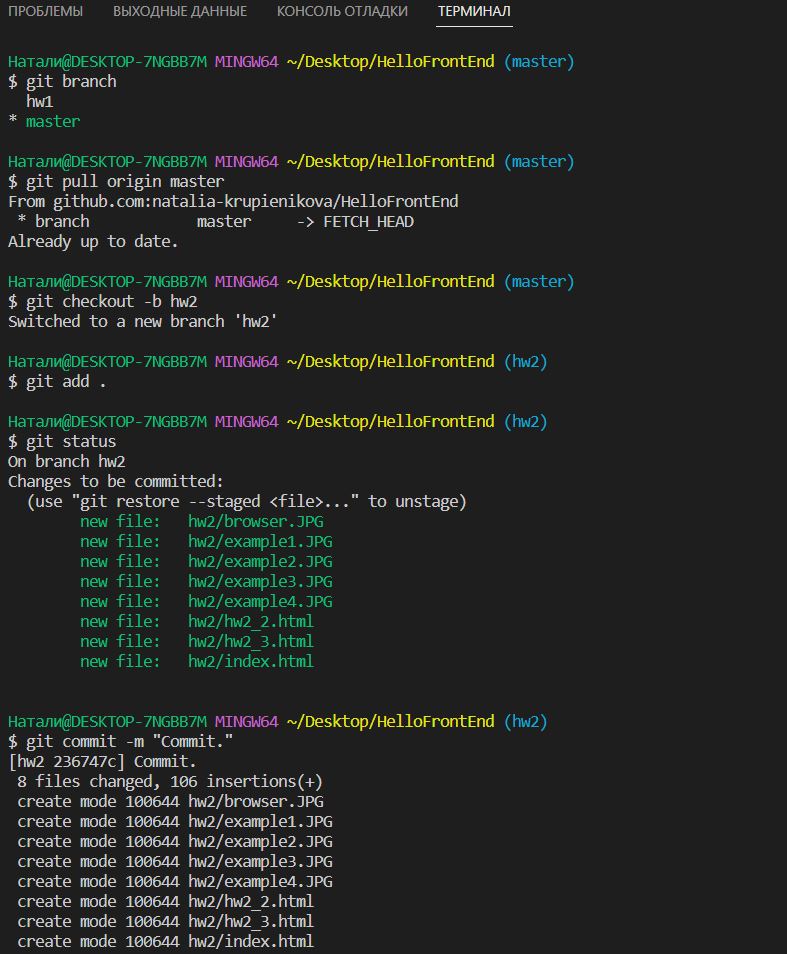 ПРОБЛЕМЫ ВЫХОДНЫЕ ДАННЫЕ КОНСОЛЬ ОТЛАДКИ ТЕРМИНАЛ
Натали@DESKTOP-7NGBB7M MINGW64 ~/Desktop/HelloFrontEnd (master)
$ git branch
  hw1
* master
Натали@DESKTOP-7NGBB7M MINGW64 ~/Desktop/HelloFrontEnd (master)
$ git pull origin master
From github.com:natalia-krupienikova/HelloFrontEnd
 * branch            master     -> FETCH_HEAD
Already up to date.
Натали@DESKTOP-7NGBB7M MINGW64 ~/Desktop/HelloFrontEnd (master)
$ git checkout -b hw2
Switched to a new branch 'hw2'
Натали@DESKTOP-7NGBB7M MINGW64 ~/Desktop/HelloFrontEnd (hw2)
$ git add .
Натали@DESKTOP-7NGBB7M MINGW64 ~/Desktop/HelloFrontEnd (hw2)
$ git status
On branch hw2
Changes to be committed:
  (use "git restore --staged <file>..." to unstage)
        new file:   hw2/browser.JPG
        new file:   hw2/example1.JPG
        new file:   hw2/example2.JPG
        new file:   hw2/example3.JPG
        new file:   hw2/example4.JPG
        new file:   hw2/hw2_2.html
        new file:   hw2/hw2_3.html
        new file:   hw2/index.html
Натали@DESKTOP-7NGBB7M MINGW64 ~/Desktop/HelloFrontEnd (hw2)
$ git commit -m "Commit."
[hw2 236747c] Commit.
 8 files changed, 106 insertions(+)
 create mode 100644 hw2/browser.JPG
 create mode 100644 hw2/example1.JPG
 create mode 100644 hw2/example2.JPG
 create mode 100644 hw2/example3.JPG
 create mode 100644 hw2/example4.JPG
 create mode 100644 hw2/hw2_2.html
 create mode 100644 hw2/hw2_3.html
 create mode 100644 hw2/index.html